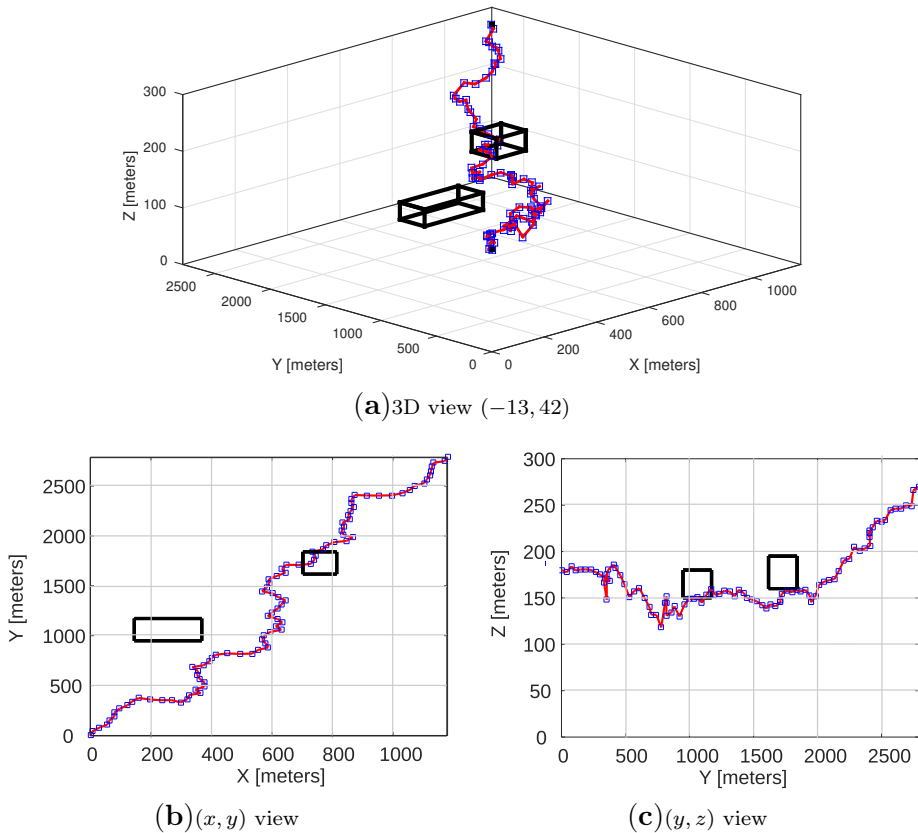 300
200
100
0
Z [meters]
2500
2000
1500
1000
500
0
Y [meters]
0
200
400
600
800
1000
X [meters]
(a)3D view (−13, 42)
2500
2000
1500
1000
500
0
Y [meters]
0 200 400 600 800 1000
X [meters]
(b)(x, y) view
300
250
200
150
100
50
0
Z [meters]
0 500 1000 1500 2000 2500
Y [meters]
(c)(y, z) view